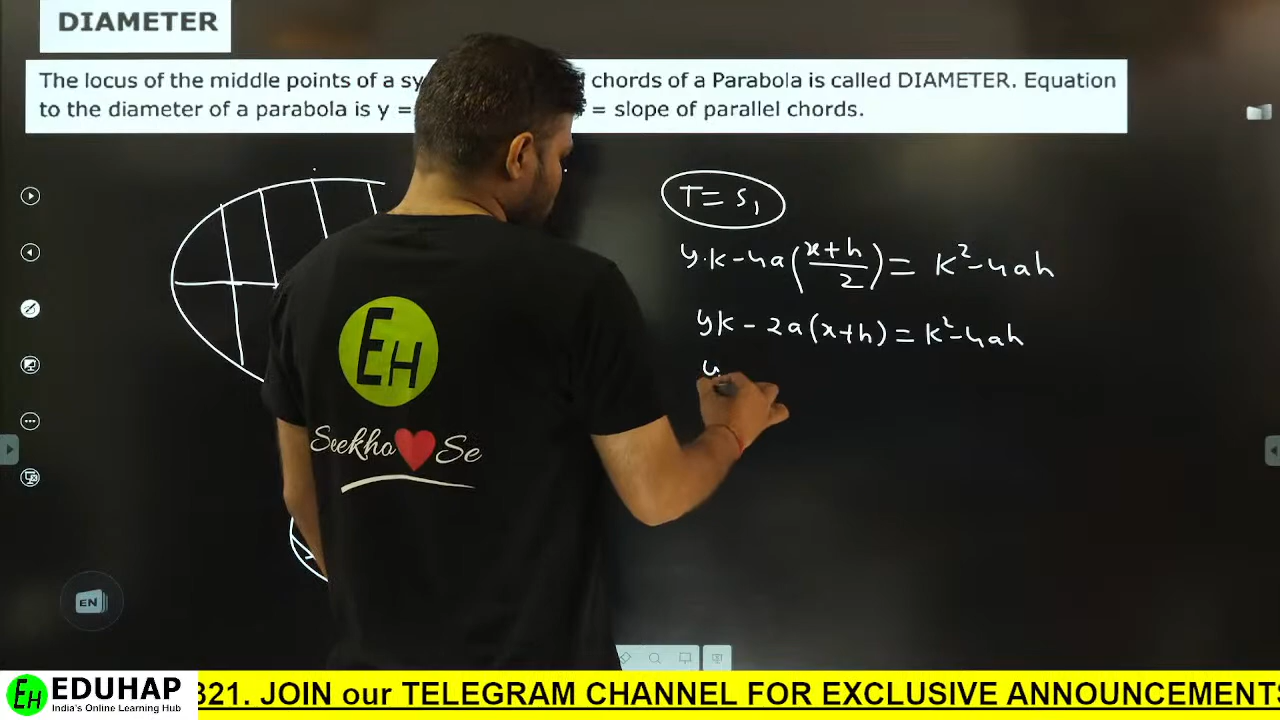 DIAMETER
The locus of the middle points of a chords of a Parabola is called DIAMETER. Equation
to the diameter of a parabola is y = = slope of parallel chords.
T = S₁
y.k - 4a(x+h/2) = k² - 4ah
yk - 2a(x+h) = k² - 4ah
y
EH
Seekho ❤ Se
EN
EH EDUHAP
India's Online Learning Hub
321. JOIN our TELEGRAM CHANNEL FOR EXCLUSIVE ANNOUNCEMENTS